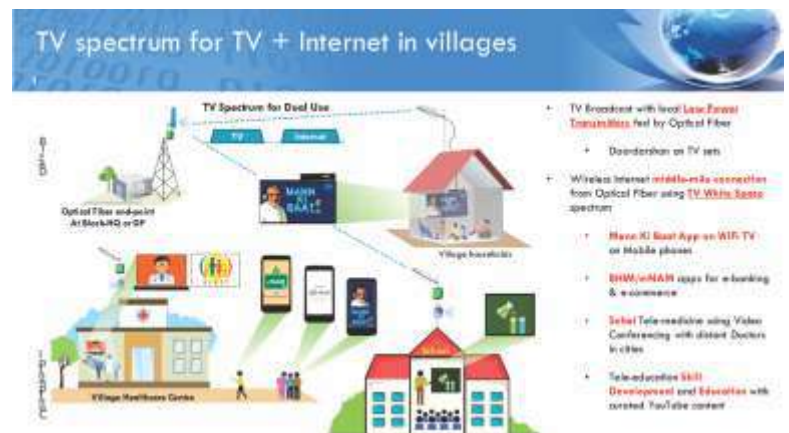 TV spectrum for TV + Internet in villages
TV Spectrum for Dual Use
TV
Internet
MANN
KI
BAAT
Optical Fiber end-point
At Block-HQ or GP
Village households
Village Healthcare Centre
School
• TV Broadcast with local Low Power
Transmitters fed by Optical Fiber
• Doordarshan on TV sets
• Wireless Internet middle-mile connection
from Optical Fiber using TV White Space
spectrum
• Mann Ki Baat App on WiFi TV
on Mobile phones
• BHIM/eNAM apps for e-banking
& e-commerce
• Sehat Tele-medicine using Video
Conferencing with distant Doctors
in cities
• Tele-education Skill
Development and Education with
curated YouTube content